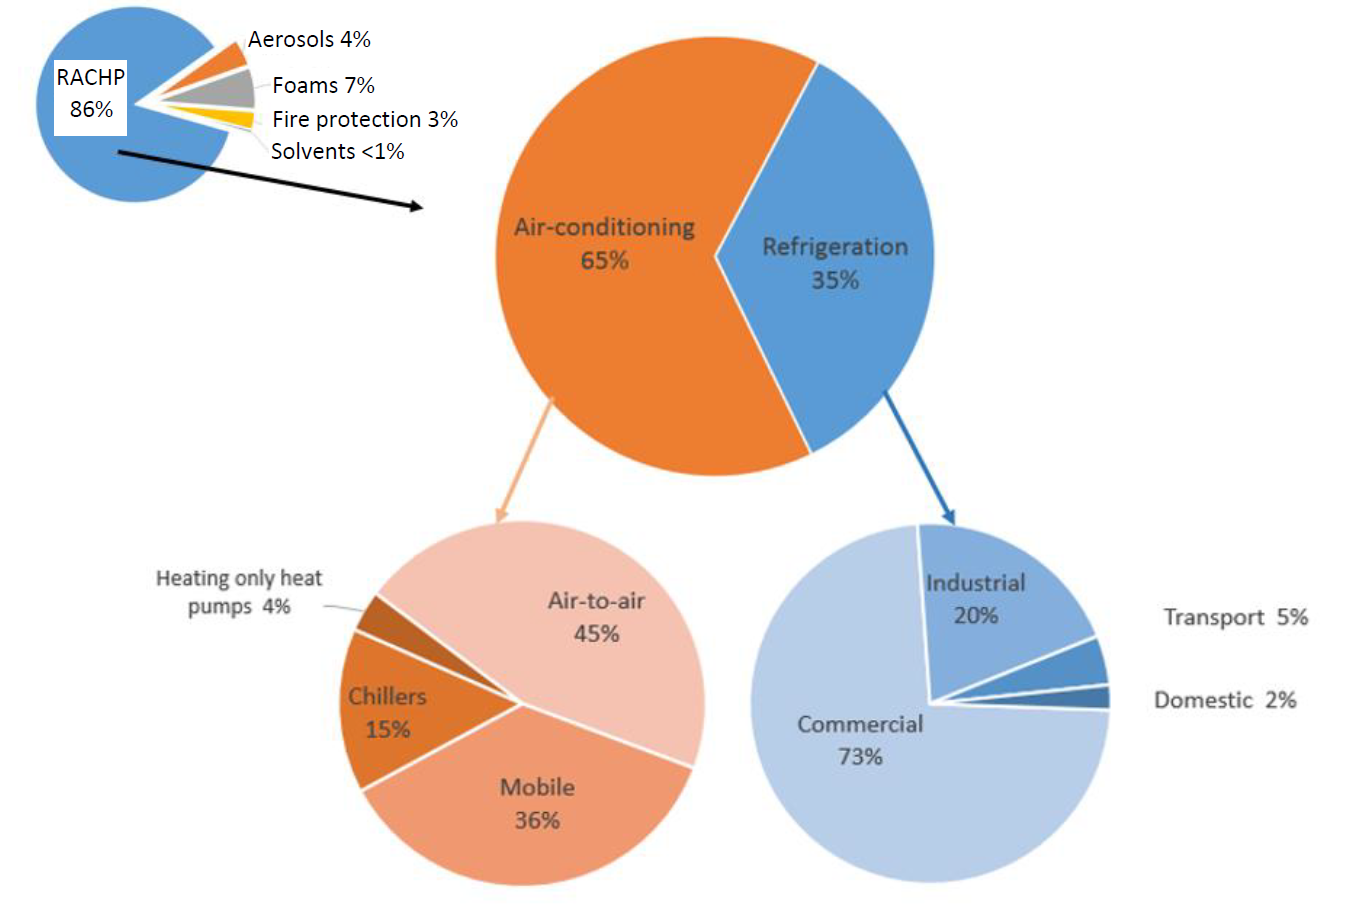 RACHP
86%
Aerosols 4%
Foams 7%
Fire protection 3%
Solvents <1%
Air-conditioning
65%
Refrigeration
35%
Heating only heat
pumps 4%
Air-to-air
45%
Chillers
15%
Mobile
36%
Industrial
20%
Transport 5%
Domestic 2%
Commercial
73%